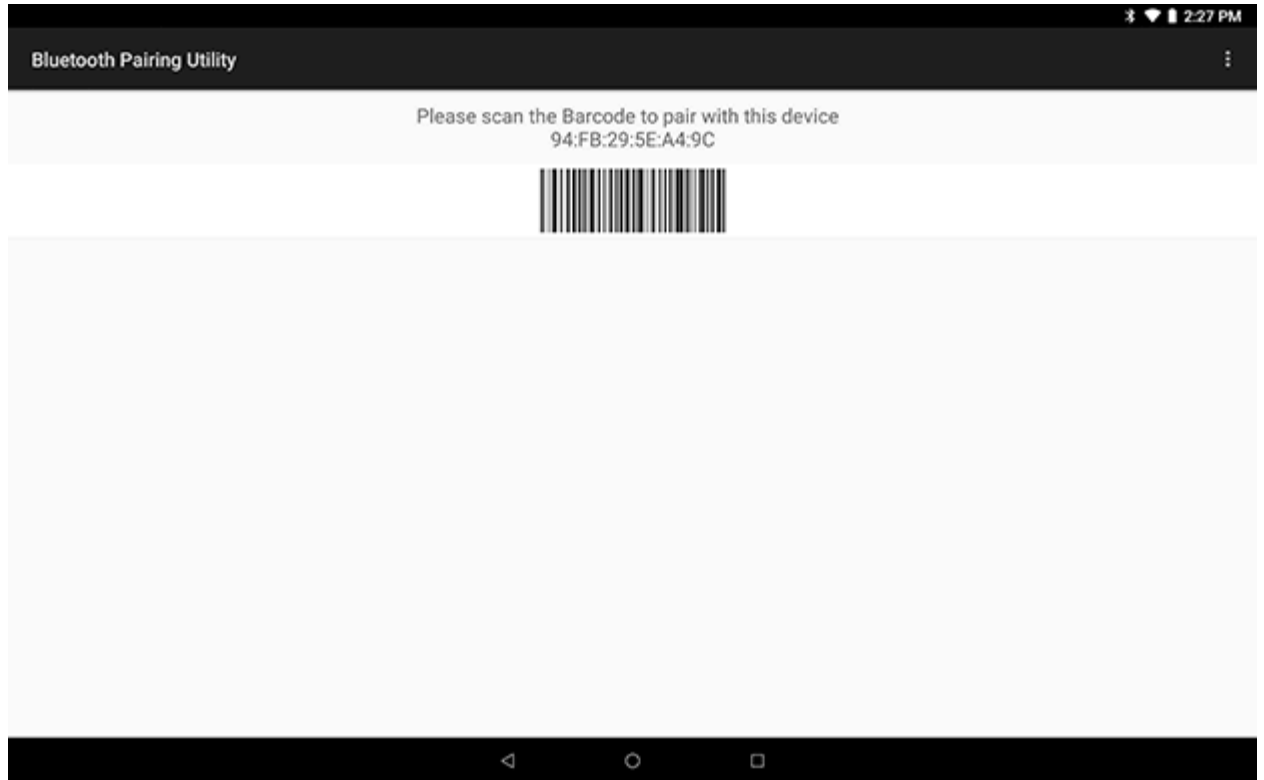 2:27 PM
Bluetooth Pairing Utility
Please scan the Barcode to pair with this device
94:FB:29:5E:A4:9C